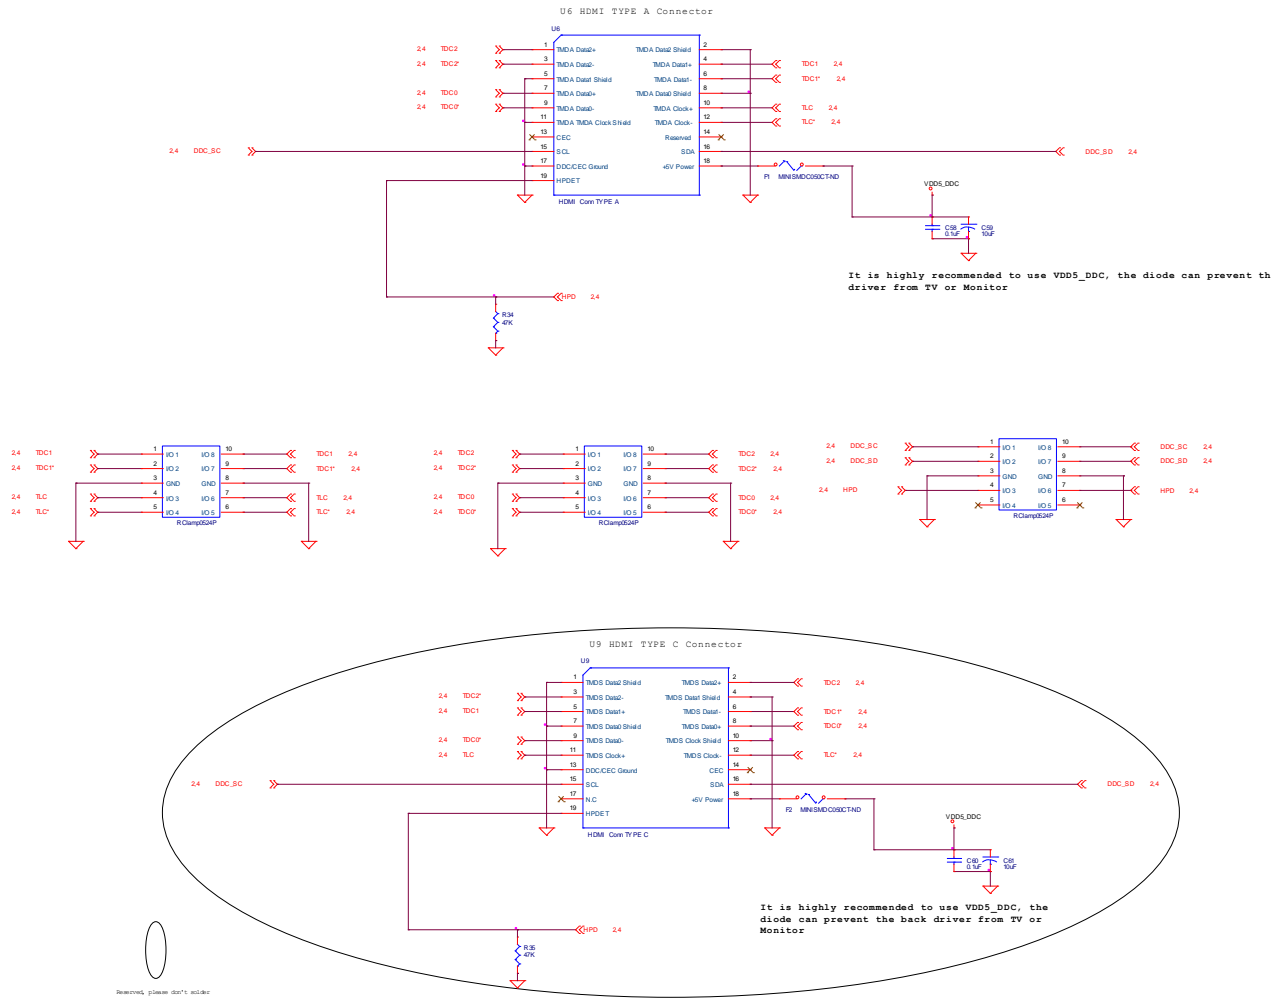 U6 HDMI TYPE A Connector
U6
2,4 TDC2 1 TMDA Data2+ TMDA Data2 Shield 2
2,4 TDC2* 3 TMDA Data2- TMDA Data1+ 4 TDC1 2,4
5 TMDA Data1 Shield TMDA Data1- 6 TDC1* 2,4
2,4 TDC0 7 TMDA Data0+ TMDA Data0 Shield 8
2,4 TDC0* 9 TMDA Data0- TMDA Clock+ 10 TLC 2,4
11 TMDA TMDA Clock Shield TMDA Clock- 12 TLC* 2,4
13 CEC Reserved 14
2,4 DDC_SC 15 SCL SDA 16 DDC_SD 2,4
17 DDC/CEC Ground +5V Power 18
19 HPDET
F1 MINISMDC050CT-ND
HDMI Conn TYPE A
VDD5_DDC
C58
0.1uF
C59
10uF
It is highly recommended to use VDD5_DDC, the diode can prevent th
driver from TV or Monitor
HPD 2,4
R34
47K
2,4 TDC1 1 I/O 1 I/O 8 10 TDC1 2,4
2,4 TDC1* 2 I/O 2 I/O 7 9 TDC1* 2,4
3 GND GND 8
2,4 TLC 4 I/O 3 I/O 6 7 TLC 2,4
2,4 TLC* 5 I/O 4 I/O 5 6 TLC* 2,4
RClamp0524P
2,4 TDC2 1 I/O 1 I/O 8 10 TDC2 2,4
2,4 TDC2* 2 I/O 2 I/O 7 9 TDC2* 2,4
3 GND GND 8
2,4 TDC0 4 I/O 3 I/O 6 7 TDC0 2,4
2,4 TDC0* 5 I/O 4 I/O 5 6 TDC0* 2,4
RClamp0524P
2,4 DDC_SC 1 I/O 1 I/O 8 10 DDC_SC 2,4
2,4 DDC_SD 2 I/O 2 I/O 7 9 DDC_SD 2,4
3 GND GND 8
2,4 HPD 4 I/O 3 I/O 6 7 HPD 2,4
5 I/O 4 I/O 5 6
RClamp0524P
U9 HDMI TYPE C Connector
U9
1 TMDS Data2 Shield TMDS Data2+ 2 TDC2 2,4
2,4 TDC2* 3 TMDS Data2- TMDS Data1 Shield 4
2,4 TDC1 5 TMDS Data1+ TMDS Data1- 6 TDC1* 2,4
7 TMDS Data0 Shield TMDS Data0+ 8 TDC0* 2,4
2,4 TDC0* 9 TMDS Data0- TMDS Clock Shield 10
2,4 TLC 11 TMDS Clock+ TMDS Clock- 12 TLC* 2,4
13 DDC/CEC Ground CEC 14
2,4 DDC_SC 15 SCL SDA 16 DDC_SD 2,4
17 N.C +5V Power 18
19 HPDET
F2 MINISMDC050CT-ND
HDMI Conn TYPE C
VDD5_DDC
C60
0.1uF
C61
10uF
It is highly recommended to use VDD5_DDC, the
diode can prevent the back driver from TV or
Monitor
HPD 2,4
R35
47K
Reserved, please don't solder